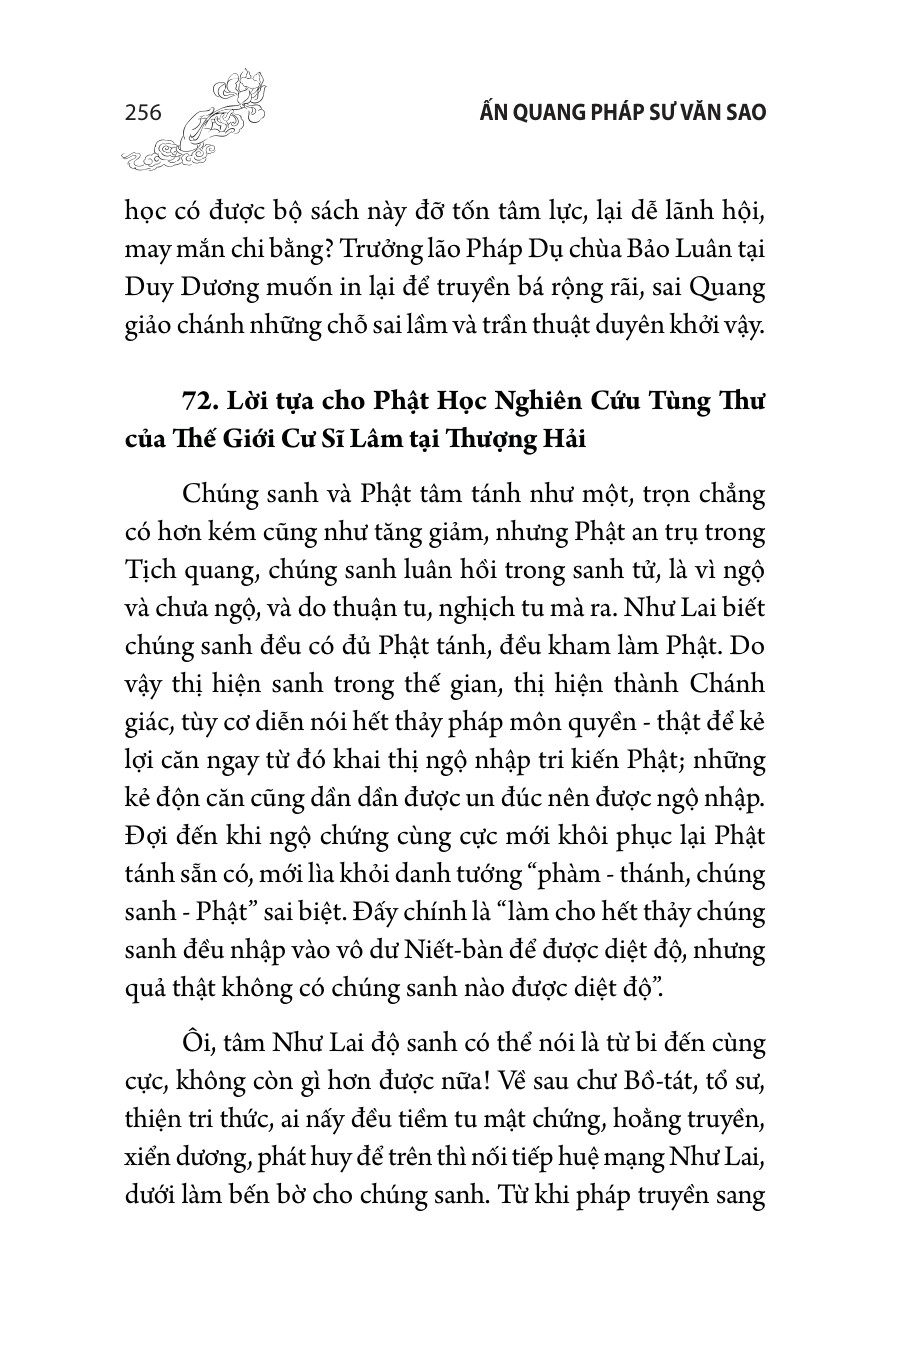 256
ẤN QUANG PHÁP SƯ VĂN SAO
học có được bộ sách này đỡ tốn tâm lực, lại dễ lãnh hội,
may mắn chi bằng? Trưởng lão Pháp Dụ chùa Bảo Luân tại
Duy Dương muốn in lại để truyền bá rộng rãi, sai Quang
giảo chánh những chỗ sai lầm và trần thuật duyên khởi vậy.
72. Lời tựa cho Phật Học Nghiên Cứu Tùng Thư
của Thế Giới Cư Sĩ Lâm tại Thượng Hải
Chúng sanh và Phật tâm tánh như một, trọn chẳng
có hơn kém cũng như tăng giảm, nhưng Phật an trụ trong
Tịch quang, chúng sanh luân hồi trong sanh tử, là vì ngộ
và chưa ngộ, và do thuận tu, nghịch tu mà ra. Như Lai biết
chúng sanh đều có đủ Phật tánh, đều kham làm Phật. Do
vậy thị hiện sanh trong thế gian, thị hiện thành Chánh
giác, tùy cơ diễn nói hết thảy pháp môn quyền - thật để kẻ
lợi căn ngay từ đó khai thị ngộ nhập tri kiến Phật; những
kẻ độn căn cũng dần dần được un đúc nên được ngộ nhập.
Đợi đến khi ngộ chứng cùng cực mới khôi phục lại Phật
tánh sẵn có, mới lìa khỏi danh tướng “phàm - thánh, chúng
sanh - Phật” sai biệt. Đấy chính là “làm cho hết thảy chúng
sanh đều nhập vào vô dư Niết-bàn để được diệt độ, nhưng
quả thật không có chúng sanh nào được diệt độ”.
Ôi, tâm Như Lai độ sanh có thể nói là từ bi đến cùng
cực, không còn gì hơn được nữa! Về sau chư Bồ-tát, tổ sư,
thiện tri thức, ai nấy đều tiềm tu mật chứng, hoằng truyền,
xiển dương, phát huy để trên thì nối tiếp huệ mạng Như Lai,
dưới làm bến bờ cho chúng sanh. Từ khi pháp truyền sang